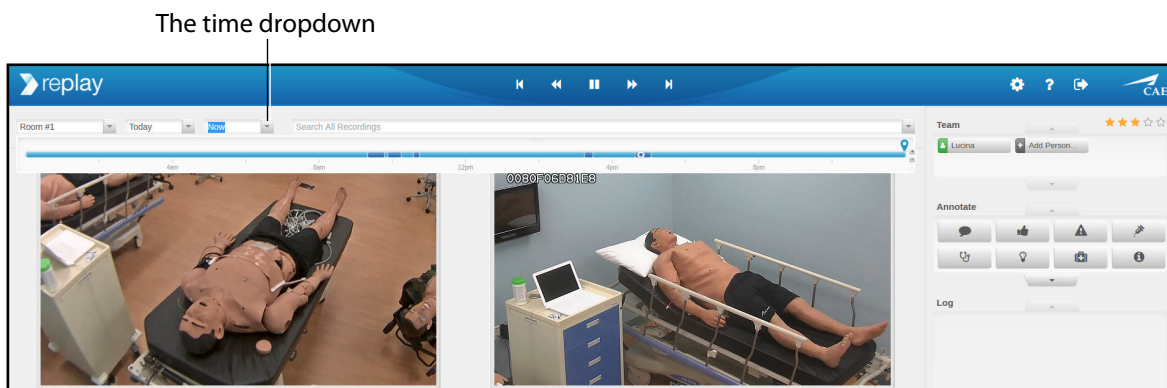 The time dropdown
replay
CAE
Room #1 Today Now Search All Recordings
4am 8am 12pm 4pm 8pm
0080F06D81E8
Team
Lucina Add Person...
Annotate
Log